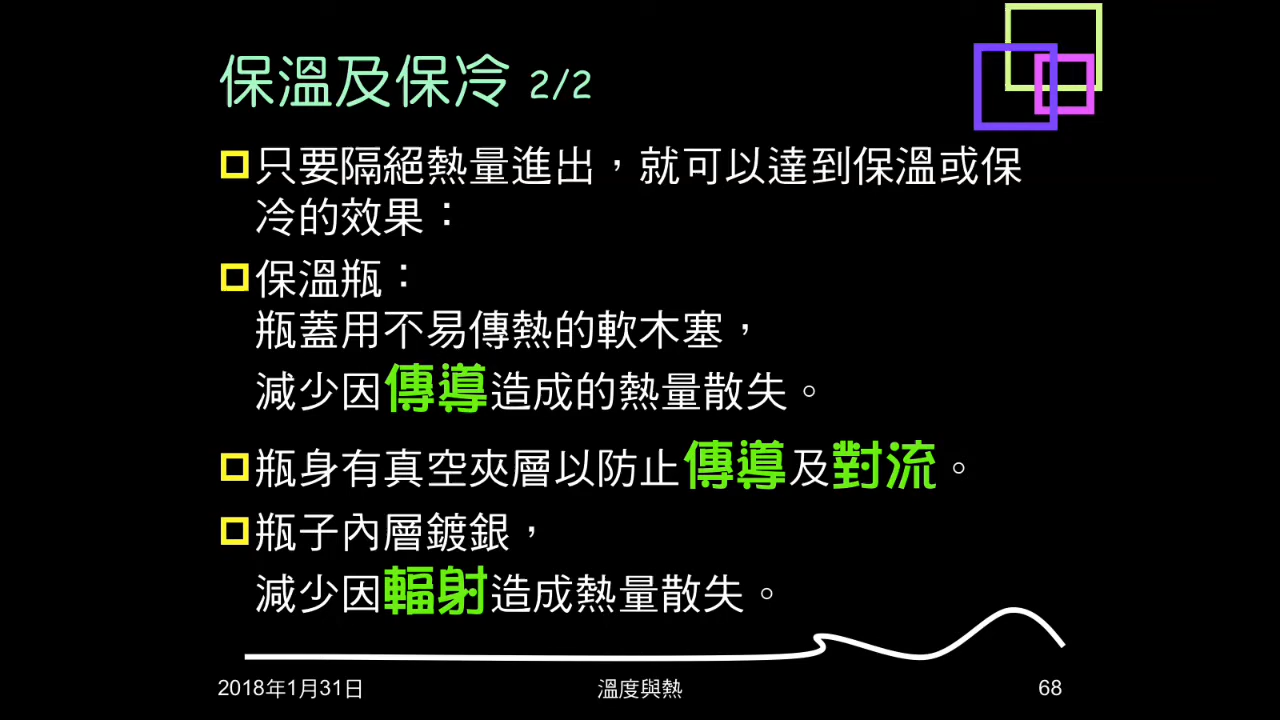 保溫及保冷 2/2
只要隔絕熱量進出，就可以達到保溫或保
冷的效果：
保溫瓶：
瓶蓋用不易傳熱的軟木塞，
減少因傳導造成的熱量散失。
瓶身有真空夾層以防止傳導及對流。
瓶子內層鍍銀，
減少因輻射造成熱量散失。
2018年1月31日
溫度與熱
68